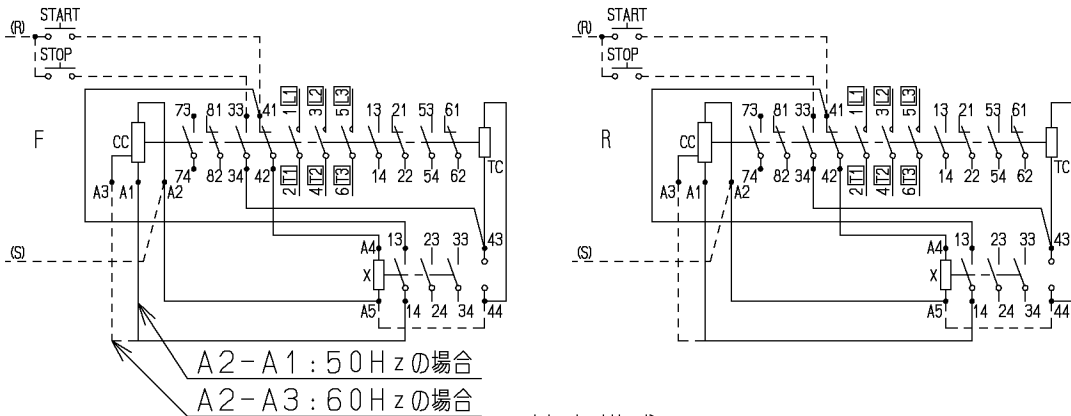 START START
(R) (R)
STOP STOP
1 L1 3 L2 5 L3 1 L1 3 L2 5 L3
73 81 33 41 13 21 53 61 73 81 33 41 13 21 53 61
F CC R CC
TC TC
74 82 34 42 14 22 54 62 74 82 34 42 14 22 54 62
A3 A1 A2 A3 A1 A2
2 T1 4 T2 6 T3 2 T1 4 T2 6 T3
13 23 33 43 13 23 33 43
A4 A4
(S) (S)
X X
A5 14 24 34 44 A5 14 24 34 44
A2-A1:50Hzの場合
A2-A3:60Hzの場合